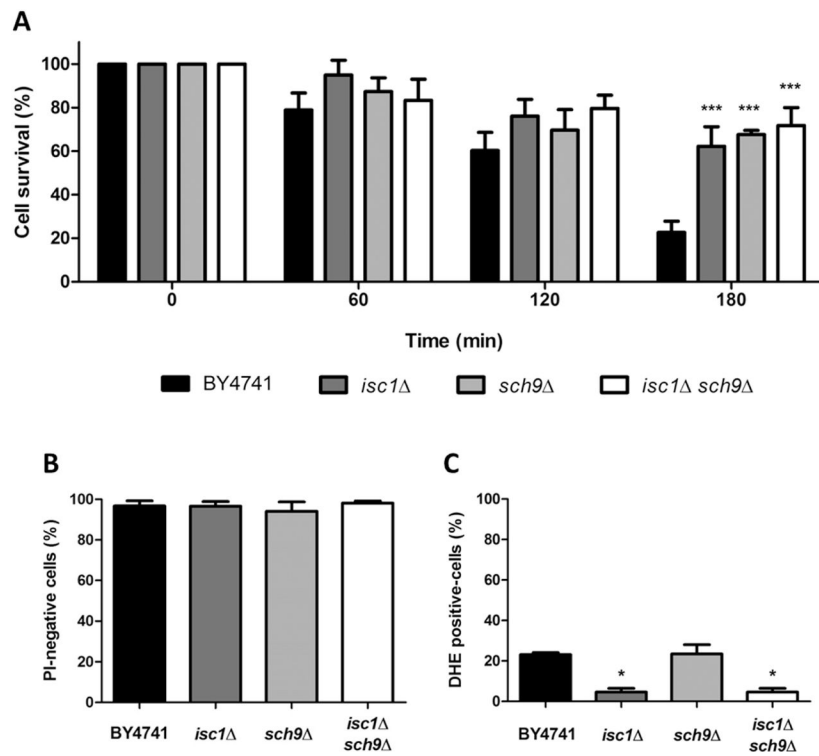 A
Cell survival (%)
100
80
60
40
20
0
*** *** ***
0 60 120 180
Time (min)
BY4741 isc1Δ sch9Δ isc1Δ sch9Δ
B
PI-negative cells (%)
100
80
60
40
20
0
BY4741 isc1Δ sch9Δ isc1Δ
sch9Δ
C
DHE positive-cells (%)
100
80
60
40
20
0
* *
BY4741 isc1Δ sch9Δ isc1Δ
sch9Δ